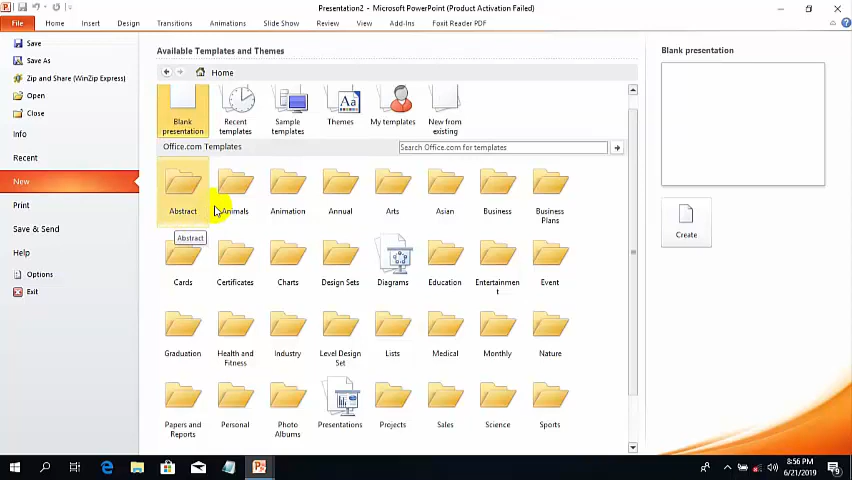 Presentation2 - Microsoft PowerPoint (Product Activation Failed)
File Home Insert Design Transitions Animations Slide Show Review View Add-Ins Foxit Reader PDF
Save
Save As
Zip and Share (WinZip Express)
Open
Close
Info
Recent
New
Print
Save & Send
Help
Options
Exit
Available Templates and Themes
Home
Blank presentation
Recent templates
Sample templates
Themes
My templates
New from existing
Office.com Templates
Search Office.com for templates
Abstract Animals Animation Annual Arts Asian Business Business Plans
Abstract
Cards Certificates Charts Design Sets Diagrams Education Entertainment Event
Graduation Health and Fitness Industry Level Design Set Lists Medical Monthly Nature
Papers and Reports Personal Photo Albums Presentations Projects Sales Science Sports
Blank presentation
Create
8:56 PM
6/21/2019